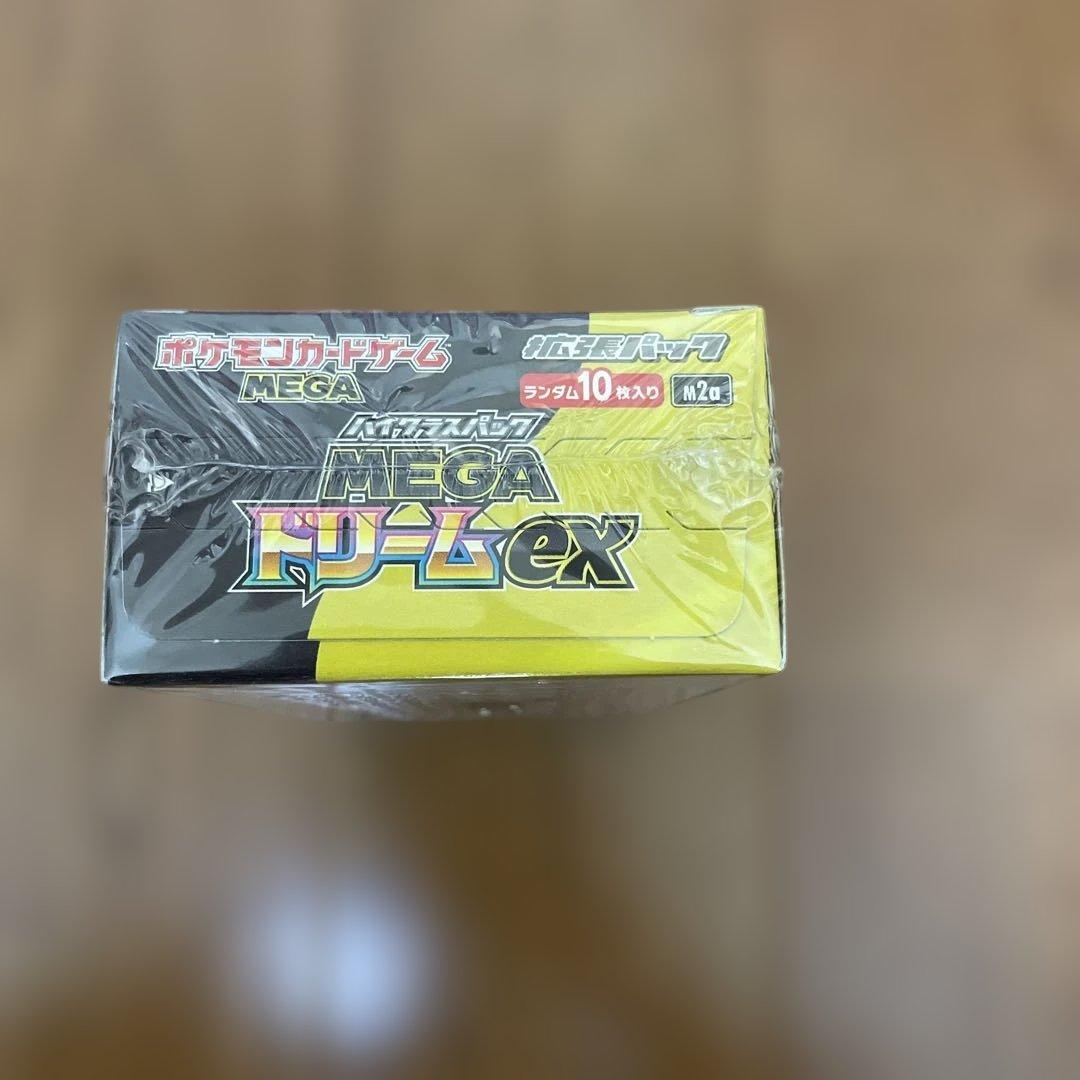 ポケモンカードゲーム
MEGA
拡張パック
ランダム10枚入り M2a
ハイクラスパック
MEGA
ドリームex